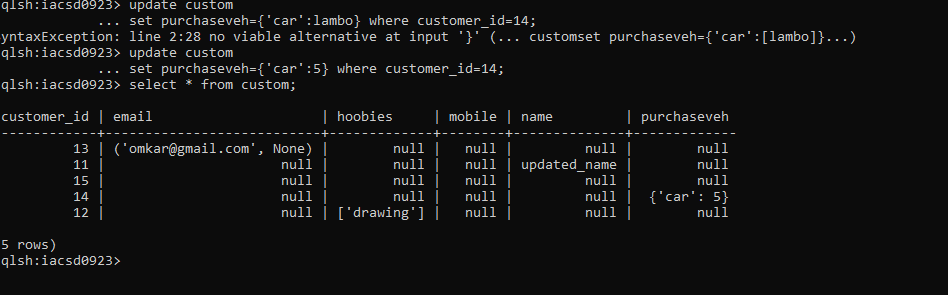 qlsh:iacsd0923> update custom
... set purchaseveh={'car':lambo} where customer_id=14;
yntaxException: line 2:28 no viable alternative at input '}' (... customset purchaseveh={'car':[lambo]}...)
qlsh:iacsd0923> update custom
... set purchaseveh={'car':5} where customer_id=14;
qlsh:iacsd0923> select * from custom;
customer_id | email | hoobies | mobile | name | purchaseveh
-------------+---------------------------+-------------+--------+--------------+-------------
13 | ('omkar@gmail.com', None) | null | null | null | null
11 | null | null | null | updated_name | null
15 | null | null | null | null | null
14 | null | null | null | null | {'car': 5}
12 | null | ['drawing'] | null | null | null
5 rows)
qlsh:iacsd0923>